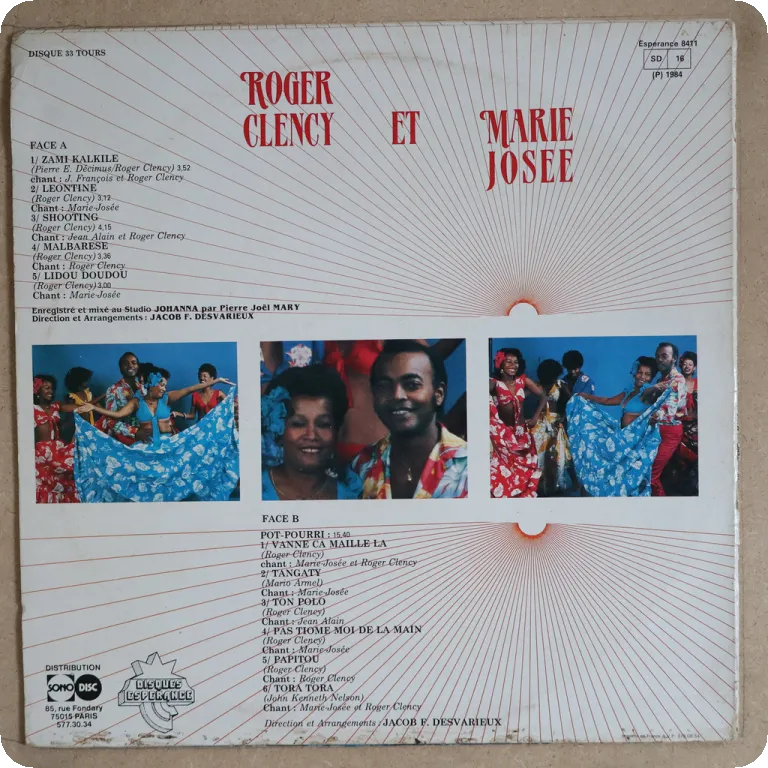 DISQUE 33 TOURS
Espérance 8411
SD 16
(P) 1984
ROGER
CLENCY ET MARIE
JOSEE
FACE A
1/ ZAMI KALKILE
(Pierre E. Décimus/Roger Clency) 3,52
chant : J. François et Roger Clency
2/ LEONTINE
(Roger Clency) 3,12
Chant : Marie-Josée
3/ SHOOTING
(Roger Clency) 4,15
Chant : Jean Alain et Roger Clency
4/ MALBARESE
(Roger Clency) 3,36
Chant : Roger Clency
5/ LIDOU DOUDOU
(Roger Clency) 3,00
Chant : Marie-Josée
Enregistré et mixé au Studio JOHANNA par Pierre Joël MARY
Direction et Arrangements : JACOB F. DESVARIEUX
FACE B
POT-POURRI : 15,40
1/ VANNE CA MAILLE LA
(Roger Clency)
chant : Marie-Josée et Roger Clency
2/ TANGATY
(Mario Armel)
Chant : Marie-Josée
3/ TON POLO
(Roger Clency)
Chant : Jean Alain
4/ PAS TIOME MOI DE LA MAIN
(Roger Clency)
Chant : Marie-Josée
5/ PAPITOU
(Roger Clency)
Chant : Roger Clency
6/ TORA TORA
(John Kenneth Nelson)
Chant : Marie-Josée et Roger Clency
Direction et Arrangements : JACOB F. DESVARIEUX
DISTRIBUTION
SONO DISC
85, rue Fondary
75015 PARIS
577.30.34
DISQUES
ESPERANCE